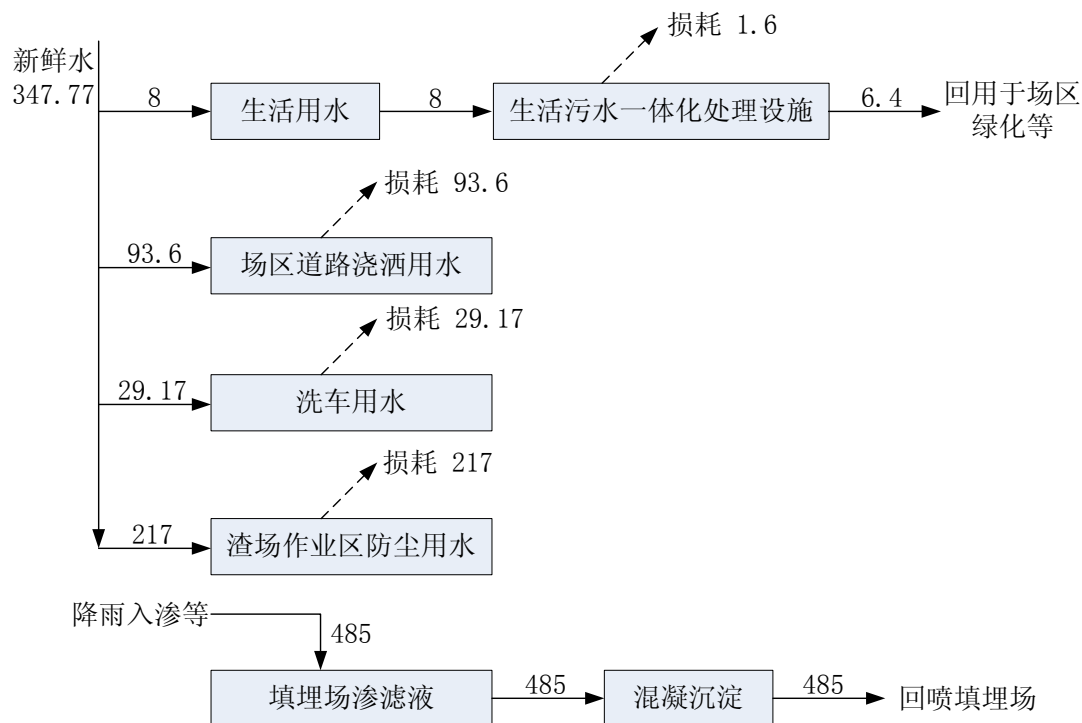 损耗 1.6
新鲜水
347.77
8
生活用水
8
生活污水一体化处理设施
6.4
回用于场区
绿化等
损耗 93.6
93.6
场区道路浇洒用水
损耗 29.17
29.17
洗车用水
损耗 217
217
渣场作业区防尘用水
降雨入渗等
485
填埋场渗滤液
485
混凝沉淀
485
回喷填埋场